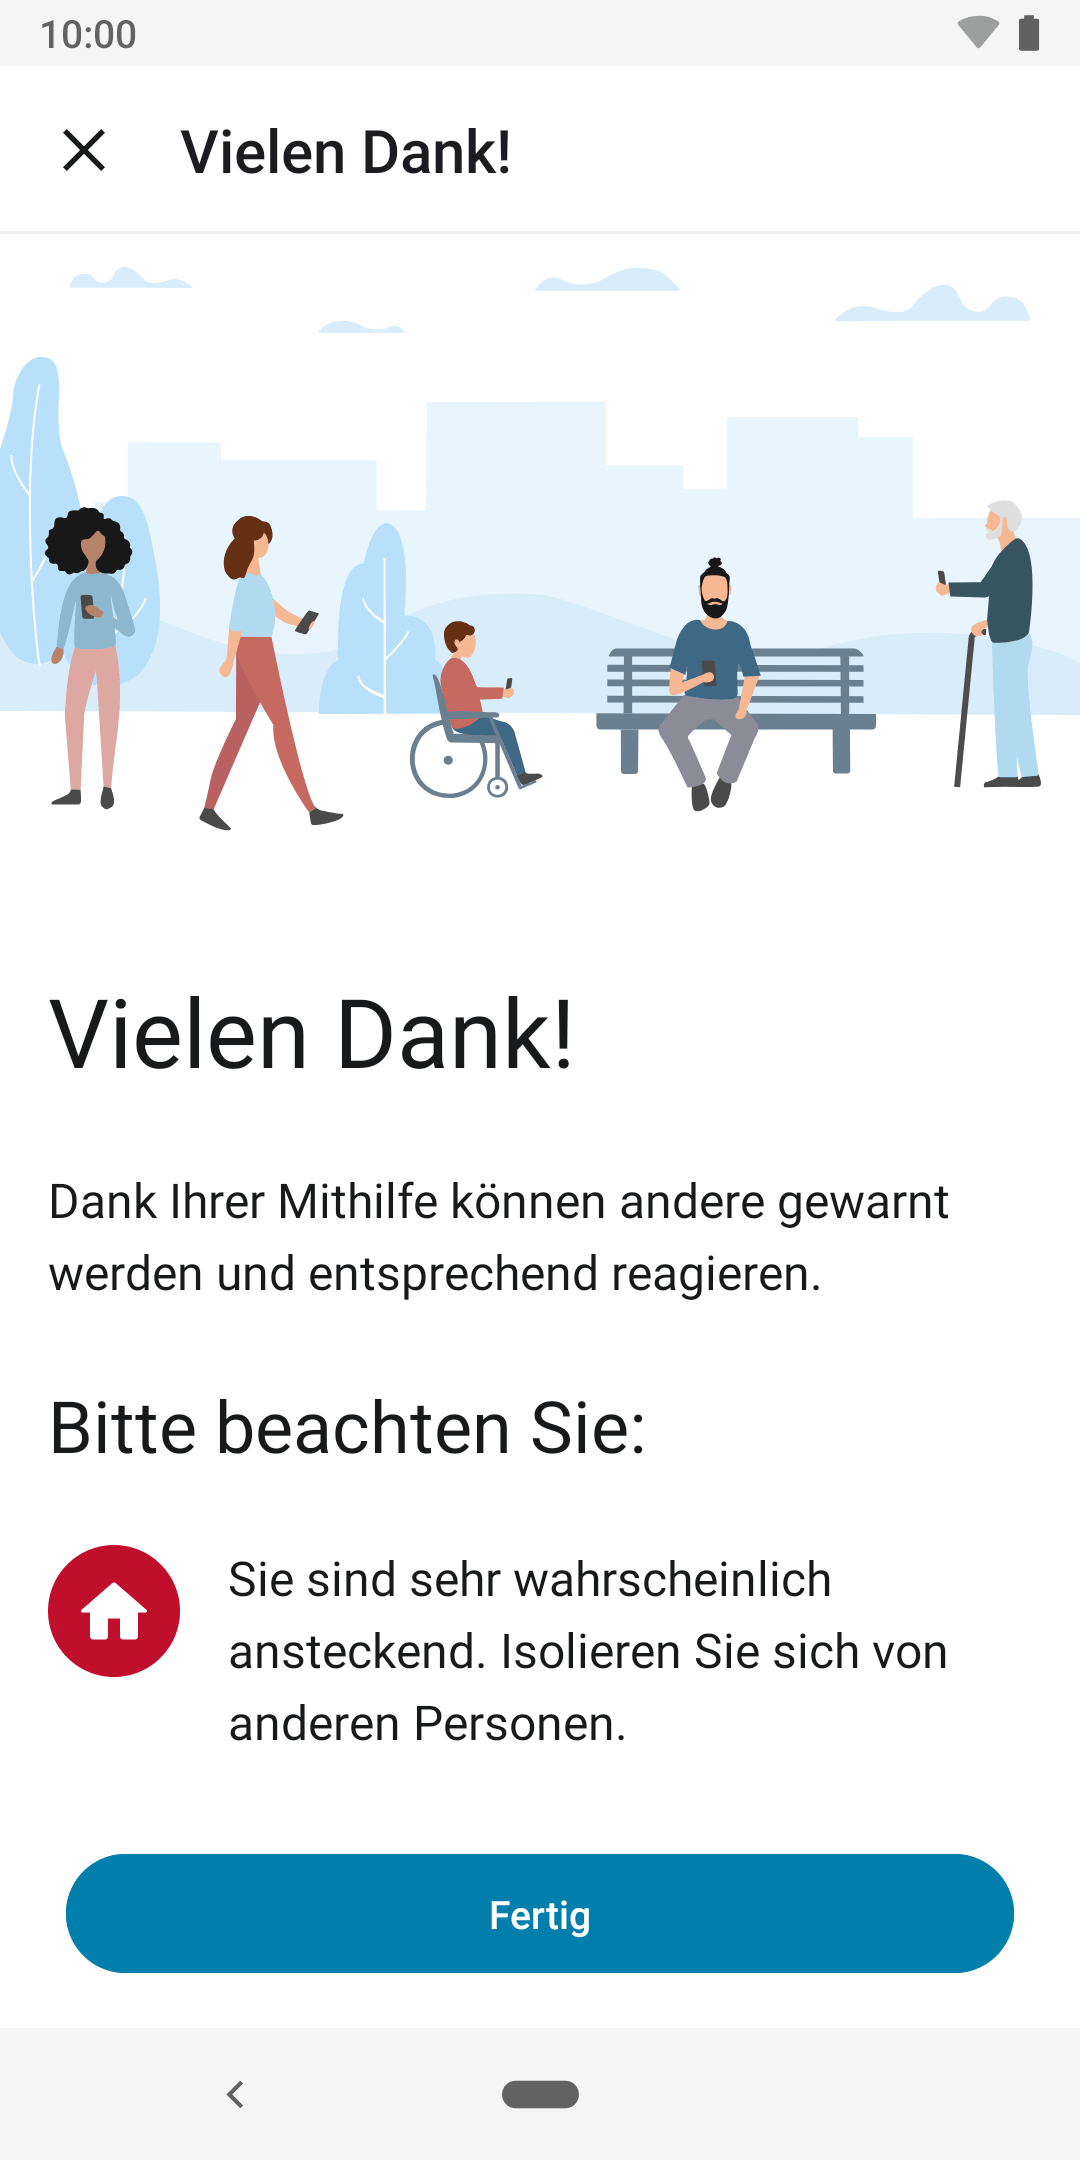 10:00
Vielen Dank!
Vielen Dank!
Dank Ihrer Mithilfe können andere gewarnt
werden und entsprechend reagieren.
Bitte beachten Sie:
Sie sind sehr wahrscheinlich
ansteckend. Isolieren Sie sich von
anderen Personen.
Fertig